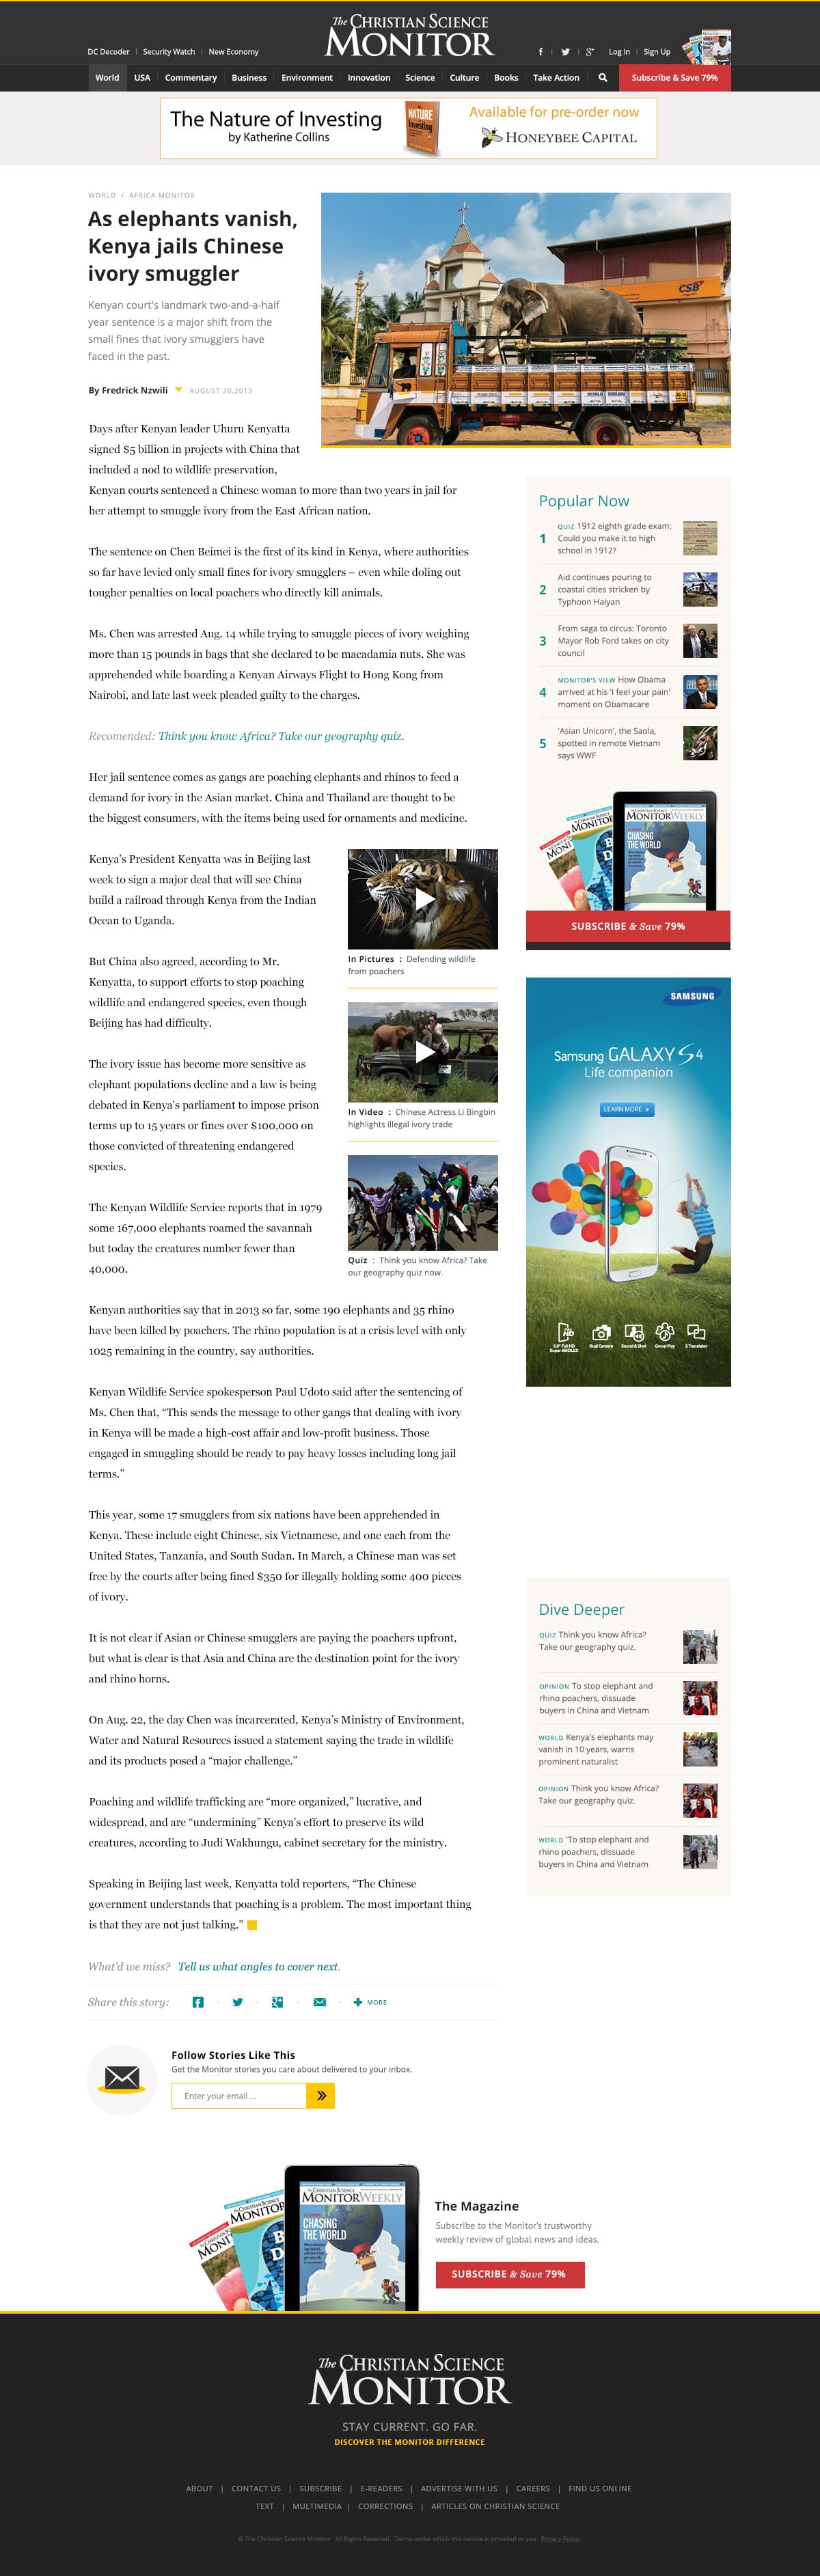 The CHRISTIAN SCIENCE
MONITOR
DC Decoder | Security Watch | New Economy
Log In | Sign Up
World USA Commentary Business Environment Innovation Science Culture Books Take Action
Subscribe & Save 79%
The Nature of Investing
by Katherine Collins
Available for pre-order now
HONEYBEE CAPITAL
WORLD / AFRICA MONITOR
As elephants vanish,
Kenya jails Chinese
ivory smuggler
Kenyan court's landmark two-and-a-half
year sentence is a major shift from the
small fines that ivory smugglers have
faced in the past.
By Fredrick Nzwili
AUGUST 20,2013
CSB
Days after Kenyan leader Uhuru Kenyatta
signed $5 billion in projects with China that
included a nod to wildlife preservation,
Kenyan courts sentenced a Chinese woman to more than two years in jail for
her attempt to smuggle ivory from the East African nation.
The sentence on Chen Beimei is the first of its kind in Kenya, where authorities
so far have levied only small fines for ivory smugglers – even while doling out
tougher penalties on local poachers who directly kill animals.
Ms. Chen was arrested Aug. 14 while trying to smuggle pieces of ivory weighing
more than 15 pounds in bags that she declared to be macadamia nuts. She was
apprehended while boarding a Kenyan Airways Flight to Hong Kong from
Nairobi, and late last week pleaded guilty to the charges.
Recomended: Think you know Africa? Take our geography quiz.
Her jail sentence comes as gangs are poaching elephants and rhinos to feed a
demand for ivory in the Asian market. China and Thailand are thought to be
the biggest consumers, with the items being used for ornaments and medicine.
Kenya's President Kenyatta was in Beijing last
week to sign a major deal that will see China
build a railroad through Kenya from the Indian
Ocean to Uganda.
But China also agreed, according to Mr.
Kenyatta, to support efforts to stop poaching
wildlife and endangered species, even though
Beijing has had difficulty.
The ivory issue has become more sensitive as
elephant populations decline and a law is being
debated in Kenya's parliament to impose prison
terms up to 15 years or fines over $100,000 on
those convicted of threatening endangered
species.
The Kenyan Wildlife Service reports that in 1979
some 167,000 elephants roamed the savannah
but today the creatures number fewer than
40,000.
In Pictures : Defending wildlife
from poachers
In Video : Chinese Actress Li Bingbin
highlights illegal ivory trade
Quiz : Think you know Africa? Take
our geography quiz now.
Kenyan authorities say that in 2013 so far, some 190 elephants and 35 rhino
have been killed by poachers. The rhino population is at a crisis level with only
1025 remaining in the country, say authorities.
Kenyan Wildlife Service spokesperson Paul Udoto said after the sentencing of
Ms. Chen that, “This sends the message to other gangs that dealing with ivory
in Kenya will be made a high-cost affair and low-profit business. Those
engaged in smuggling should be ready to pay heavy losses including long jail
terms.”
This year, some 17 smugglers from six nations have been apprehended in
Kenya. These include eight Chinese, six Vietnamese, and one each from the
United States, Tanzania, and South Sudan. In March, a Chinese man was set
free by the courts after being fined $350 for illegally holding some 400 pieces
of ivory.
It is not clear if Asian or Chinese smugglers are paying the poachers upfront,
but what is clear is that Asia and China are the destination point for the ivory
and rhino horns.
On Aug. 22, the day Chen was incarcerated, Kenya's Ministry of Environment,
Water and Natural Resources issued a statement saying the trade in wildlife
and its products posed a “major challenge.”
Poaching and wildlife trafficking are “more organized,” lucrative, and
widespread, and are “undermining” Kenya's effort to preserve its wild
creatures, according to Judi Wakhungu, cabinet secretary for the ministry.
Speaking in Beijing last week, Kenyatta told reporters, “The Chinese
government understands that poaching is a problem. The most important thing
is that they are not just talking.”
What'd we miss? Tell us what angles to cover next.
Share this story:
MORE
Popular Now
1
QUIZ 1912 eighth grade exam:
Could you make it to high
school in 1912?
2
Aid continues pouring to
coastal cities stricken by
Typhoon Haiyan
3
From saga to circus: Toronto
Mayor Rob Ford takes on city
council
4
MONITOR'S VIEW How Obama
arrived at his 'I feel your pain'
moment on Obamacare
5
'Asian Unicorn', the Saola,
spotted in remote Vietnam
says WWF
MONITORWEEKLY
CHASING
THE WORLD
SUBSCRIBE & Save 79%
SAMSUNG
Samsung GALAXY S4
Life companion
LEARN MORE
5.0" Full HD
Super AMOLED
Dual Camera
Sound & Shot
Group Play
S Translator
Dive Deeper
QUIZ Think you know Africa?
Take our geography quiz.
OPINION To stop elephant and
rhino poachers, dissuade
buyers in China and Vietnam
WORLD Kenya's elephants may
vanish in 10 years, warns
prominent naturalist
OPINION Think you know Africa?
Take our geography quiz.
WORLD 'To stop elephant and
rhino poachers, dissuade
buyers in China and Vietnam
Follow Stories Like This
Get the Monitor stories you care about delivered to your inbox.
Enter your email ...
MONITORWEEKLY
CHASING
THE WORLD
The Magazine
Subscribe to the Monitor's trustworthy
weekly review of global news and ideas.
SUBSCRIBE & Save 79%
The CHRISTIAN SCIENCE
MONITOR
STAY CURRENT. GO FAR.
DISCOVER THE MONITOR DIFFERENCE
ABOUT | CONTACT US | SUBSCRIBE | E-READERS | ADVERTISE WITH US | CAREERS | FIND US ONLINE
TEXT | MULTIMEDIA | CORRECTIONS | ARTICLES ON CHRISTIAN SCIENCE
© The Christian Science Monitor. All Rights Reserved. Terms under which this service is provided to you. Privacy Policy.